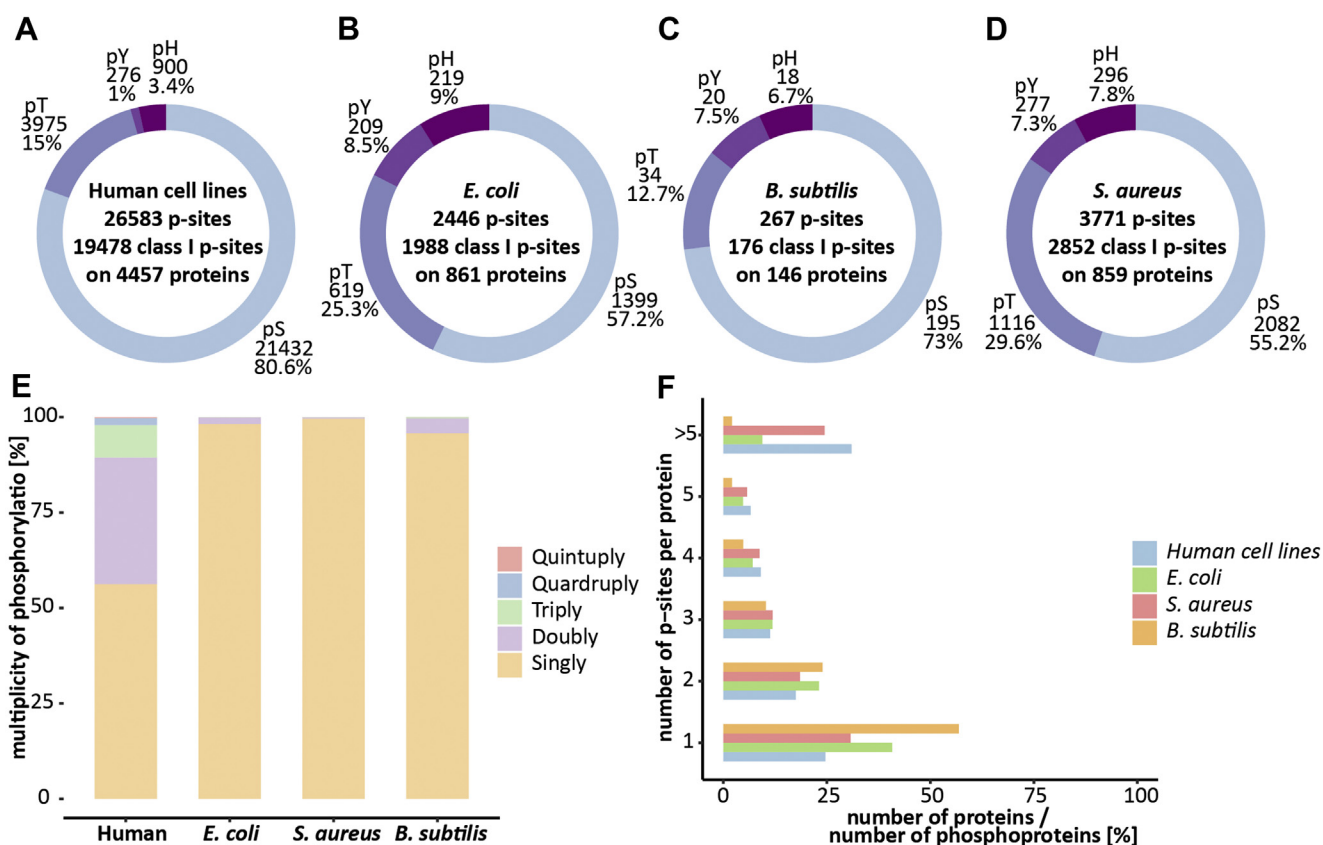 A
pT
3975
15%
pY
276
1%
pH
900
3.4%
Human cell lines
26583 p-sites
19478 class I p-sites
on 4457 proteins
pS
21432
80.6%
B
pT
619
25.3%
pY
209
8.5%
pH
219
9%
E. coli
2446 p-sites
1988 class I p-sites
on 861 proteins
pS
1399
57.2%
C
pT
34
12.7%
pY
20
7.5%
pH
18
6.7%
B. subtilis
267 p-sites
176 class I p-sites
on 146 proteins
pS
195
73%
D
pT
1116
29.6%
pY
277
7.3%
pH
296
7.8%
S. aureus
3771 p-sites
2852 class I p-sites
on 859 proteins
pS
2082
55.2%
E
multiplicity of phosphorylatio [%]
100
75
50
25
0
Human
E. coli
S. aureus
B. subtilis
Quintuply
Quardruply
Triply
Doubly
Singly
F
number of p-sites per protein
>5
5
4
3
2
1
0
25
50
75
100
number of proteins /
number of phosphoproteins [%]
Human cell lines
E. coli
S. aureus
B. subtilis